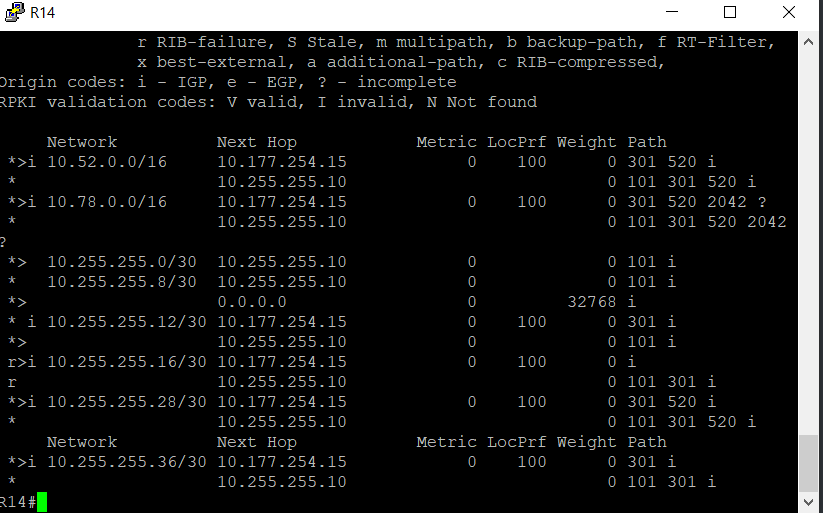 R14
r RIB-failure, S Stale, m multipath, b backup-path, f RT-Filter,
x best-external, a additional-path, c RIB-compressed,
Origin codes: i - IGP, e - EGP, ? - incomplete
RPKI validation codes: V valid, I invalid, N Not found
Network Next Hop Metric LocPrf Weight Path
*>i 10.52.0.0/16 10.177.254.15 0 100 0 301 520 i
* 10.255.255.10 0 101 301 520 i
*>i 10.78.0.0/16 10.177.254.15 0 100 0 301 520 2042 ?
* 10.255.255.10 0 101 301 520 2042
?
*> 10.255.255.0/30 10.255.255.10 0 0 101 i
* 10.255.255.8/30 10.255.255.10 0 0 101 i
*> 0.0.0.0 0 32768 i
* i 10.255.255.12/30 10.177.254.15 0 100 0 301 i
*> 10.255.255.10 0 0 101 i
r>i 10.255.255.16/30 10.177.254.15 0 100 0 i
r 10.255.255.10 0 101 301 i
*>i 10.255.255.28/30 10.177.254.15 0 100 0 301 520 i
* 10.255.255.10 0 101 301 520 i
Network Next Hop Metric LocPrf Weight Path
*>i 10.255.255.36/30 10.177.254.15 0 100 0 301 i
* 10.255.255.10 0 101 301 i
R14#